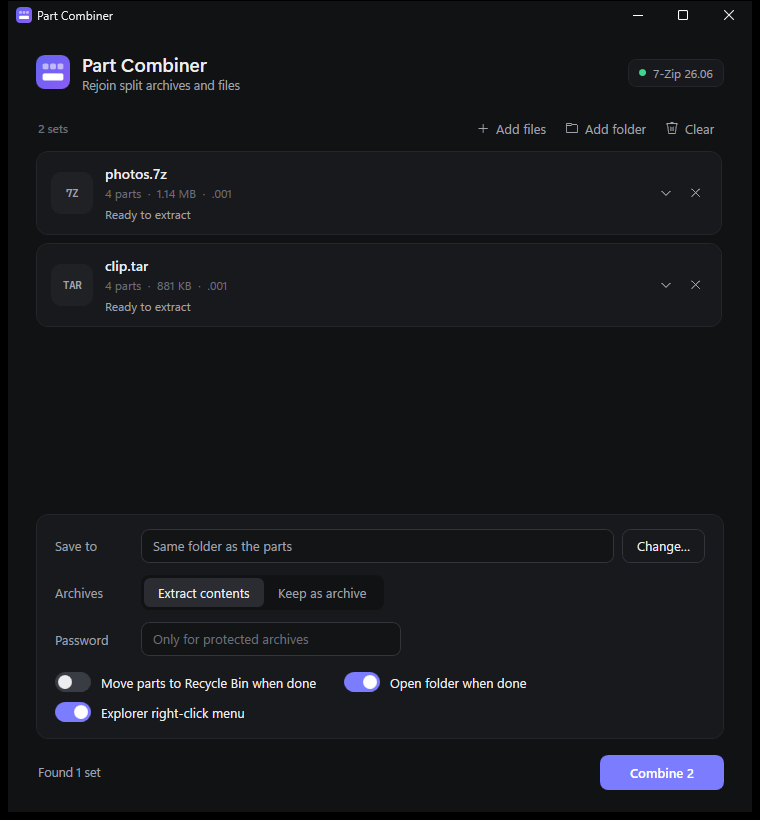 Part Combiner
Part Combiner
Rejoin split archives and files
7-Zip 26.06
2 sets
Add files
Add folder
Clear
7Z
photos.7z
4 parts · 1.14 MB · .001
Ready to extract
TAR
clip.tar
4 parts · 881 KB · .001
Ready to extract
Save to
Same folder as the parts
Change...
Archives
Extract contents
Keep as archive
Password
Only for protected archives
Move parts to Recycle Bin when done
Open folder when done
Explorer right-click menu
Found 1 set
Combine 2